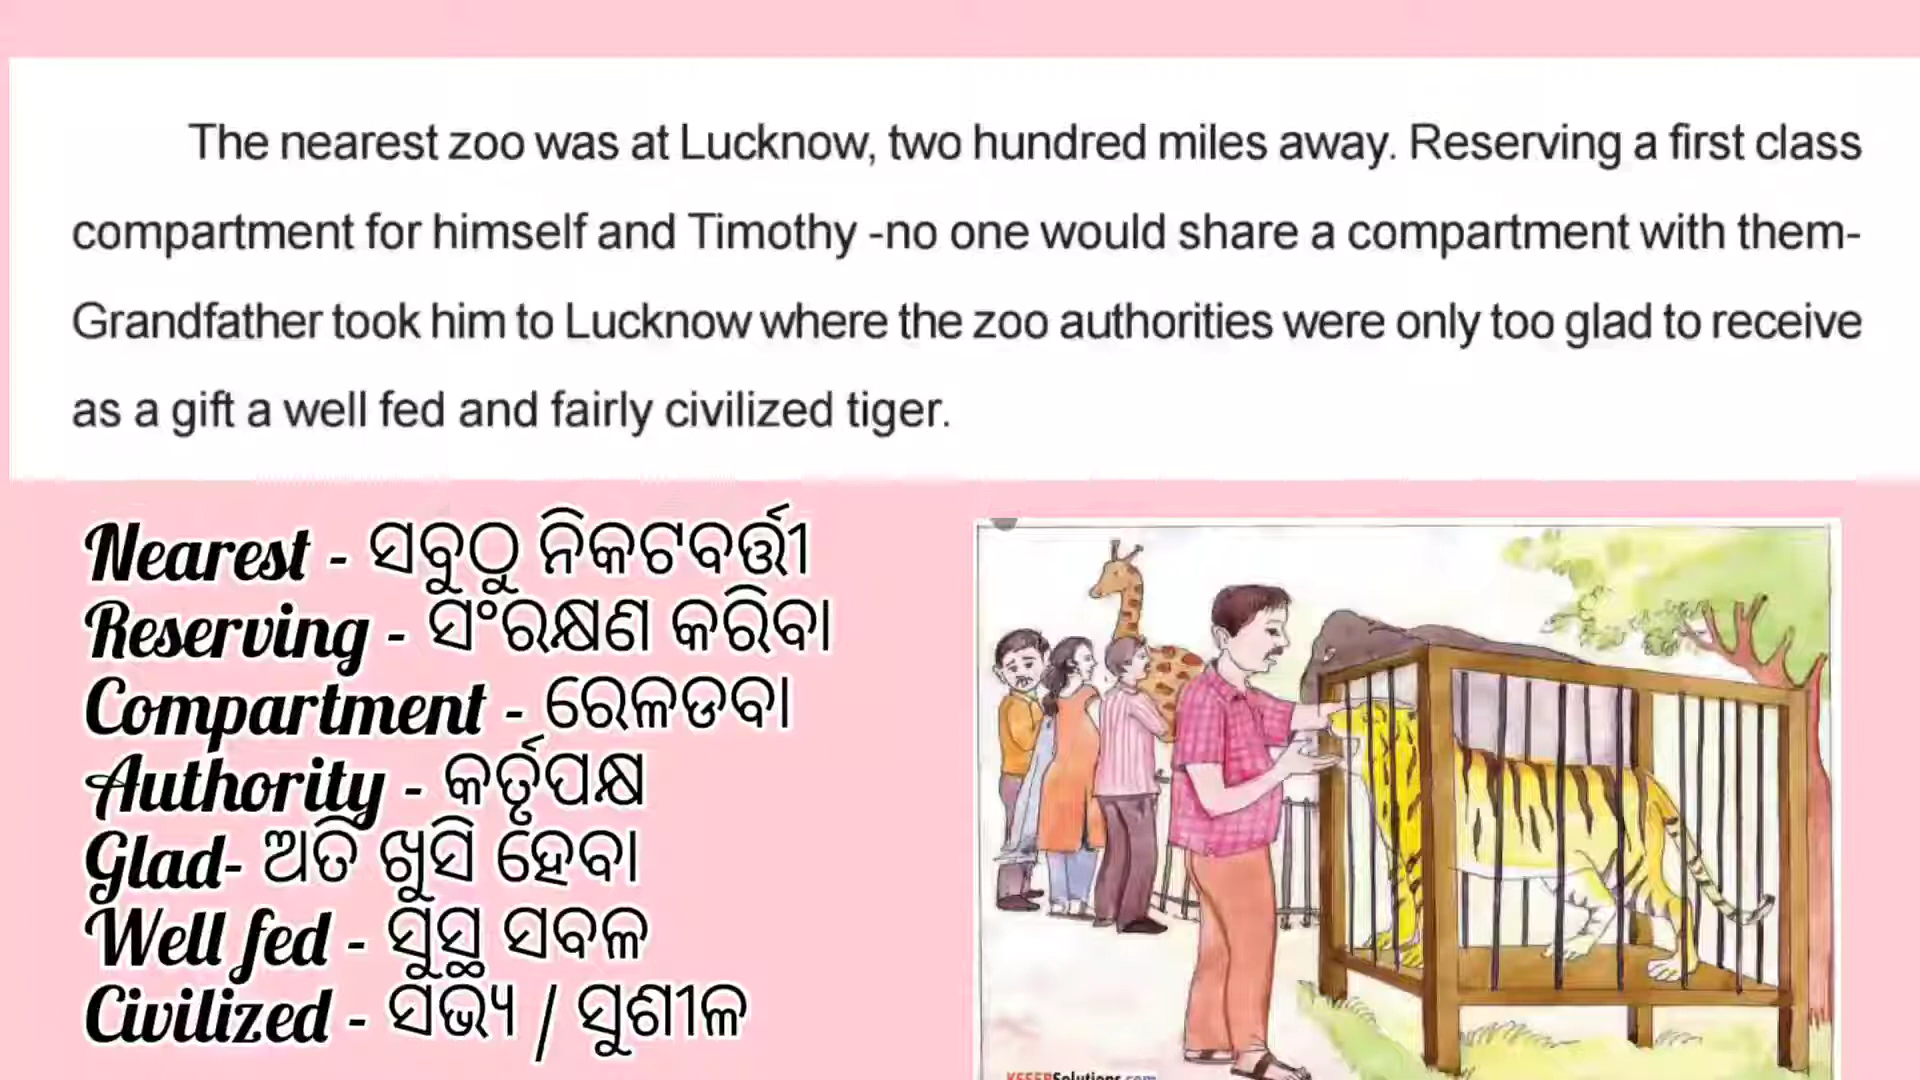 The nearest zoo was at Lucknow, two hundred miles away. Reserving a first class
compartment for himself and Timothy -no one would share a compartment with them-
Grandfather took him to Lucknow where the zoo authorities were only too glad to receive
as a gift a well fed and fairly civilized tiger.
Nearest - ସବୁଠୁ ନିକଟବର୍ତ୍ତୀ
Reserving - ସଂରକ୍ଷଣ କରିବା
Compartment - ରେଳଡବା
Authority - କର୍ତୃପକ୍ଷ
Glad- ଅତି ଖୁସି ହେବା
Well fed - ସୁସ୍ଥ ସବଳ
Civilized - ସଭ୍ୟ / ସୁଶୀଳ